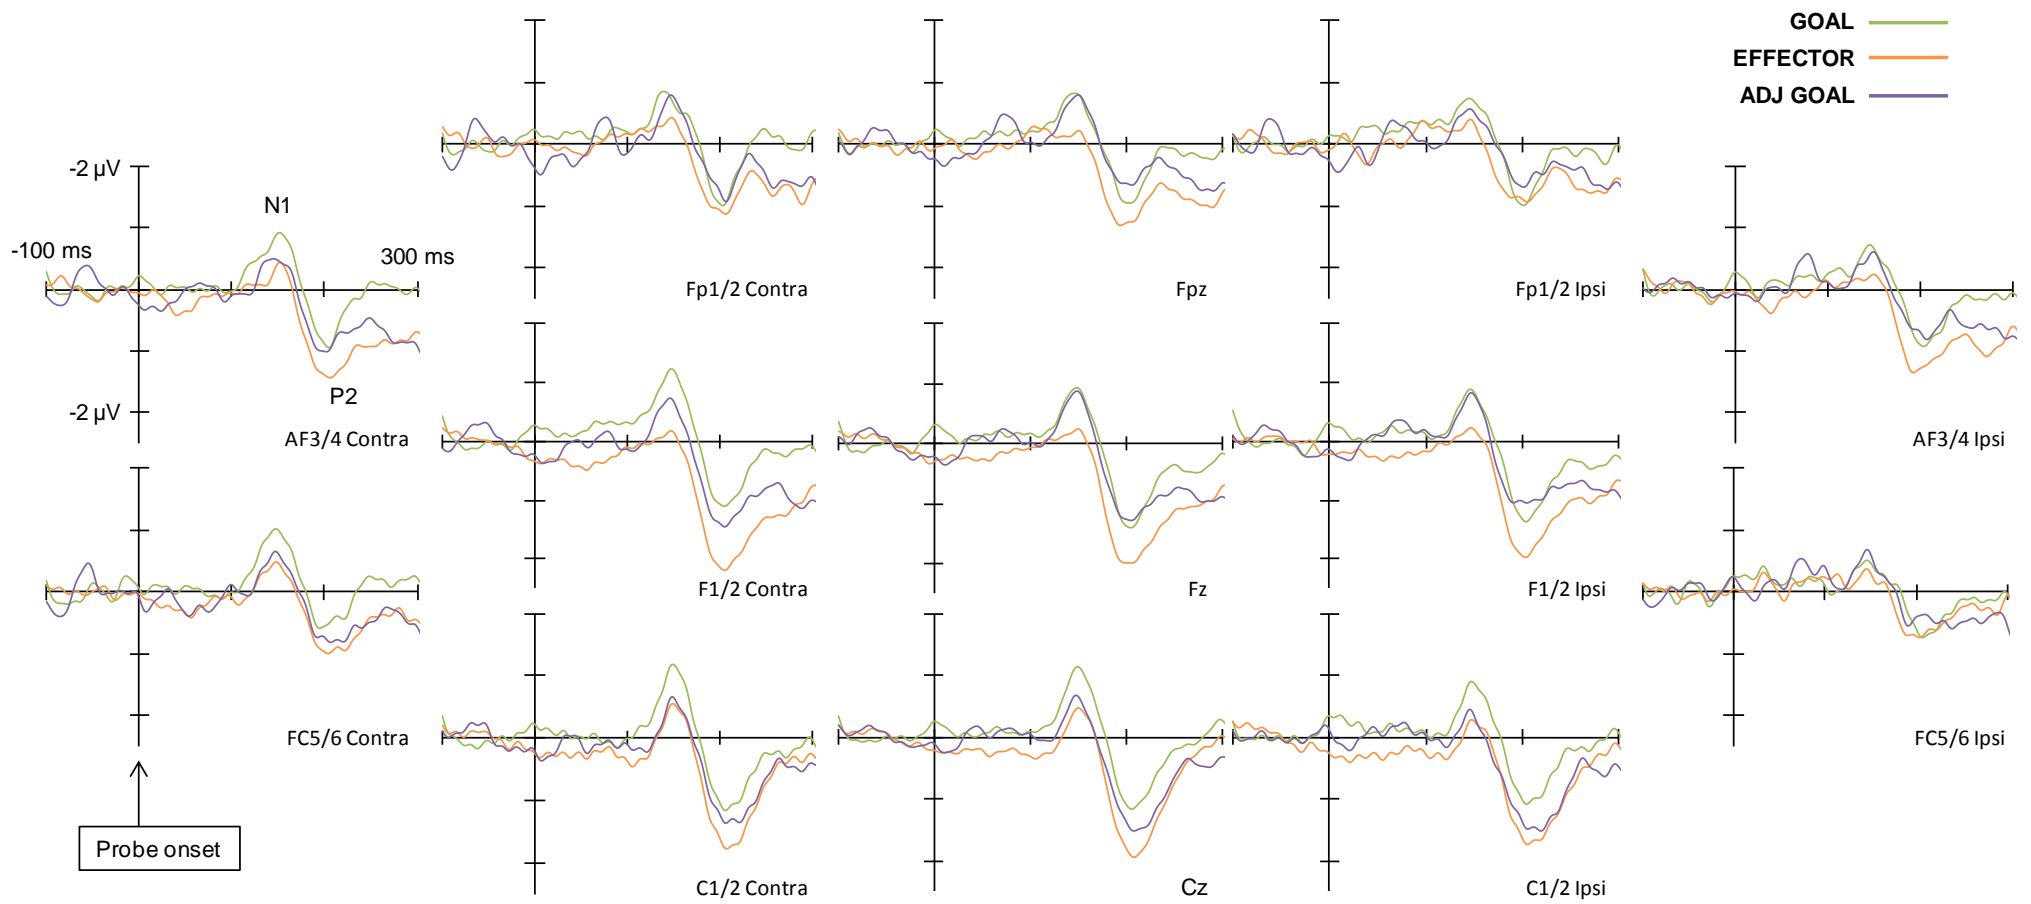 GOAL
EFFECTOR
ADJ GOAL
-2 µV
N1
-100 ms
300 ms
Fp1/2 Contra
Fpz
Fp1/2 Ipsi
P2
-2 µV
AF3/4 Contra
AF3/4 Ipsi
F1/2 Contra
Fz
F1/2 Ipsi
FC5/6 Contra
FC5/6 Ipsi
Probe onset
C1/2 Contra
Cz
C1/2 Ipsi